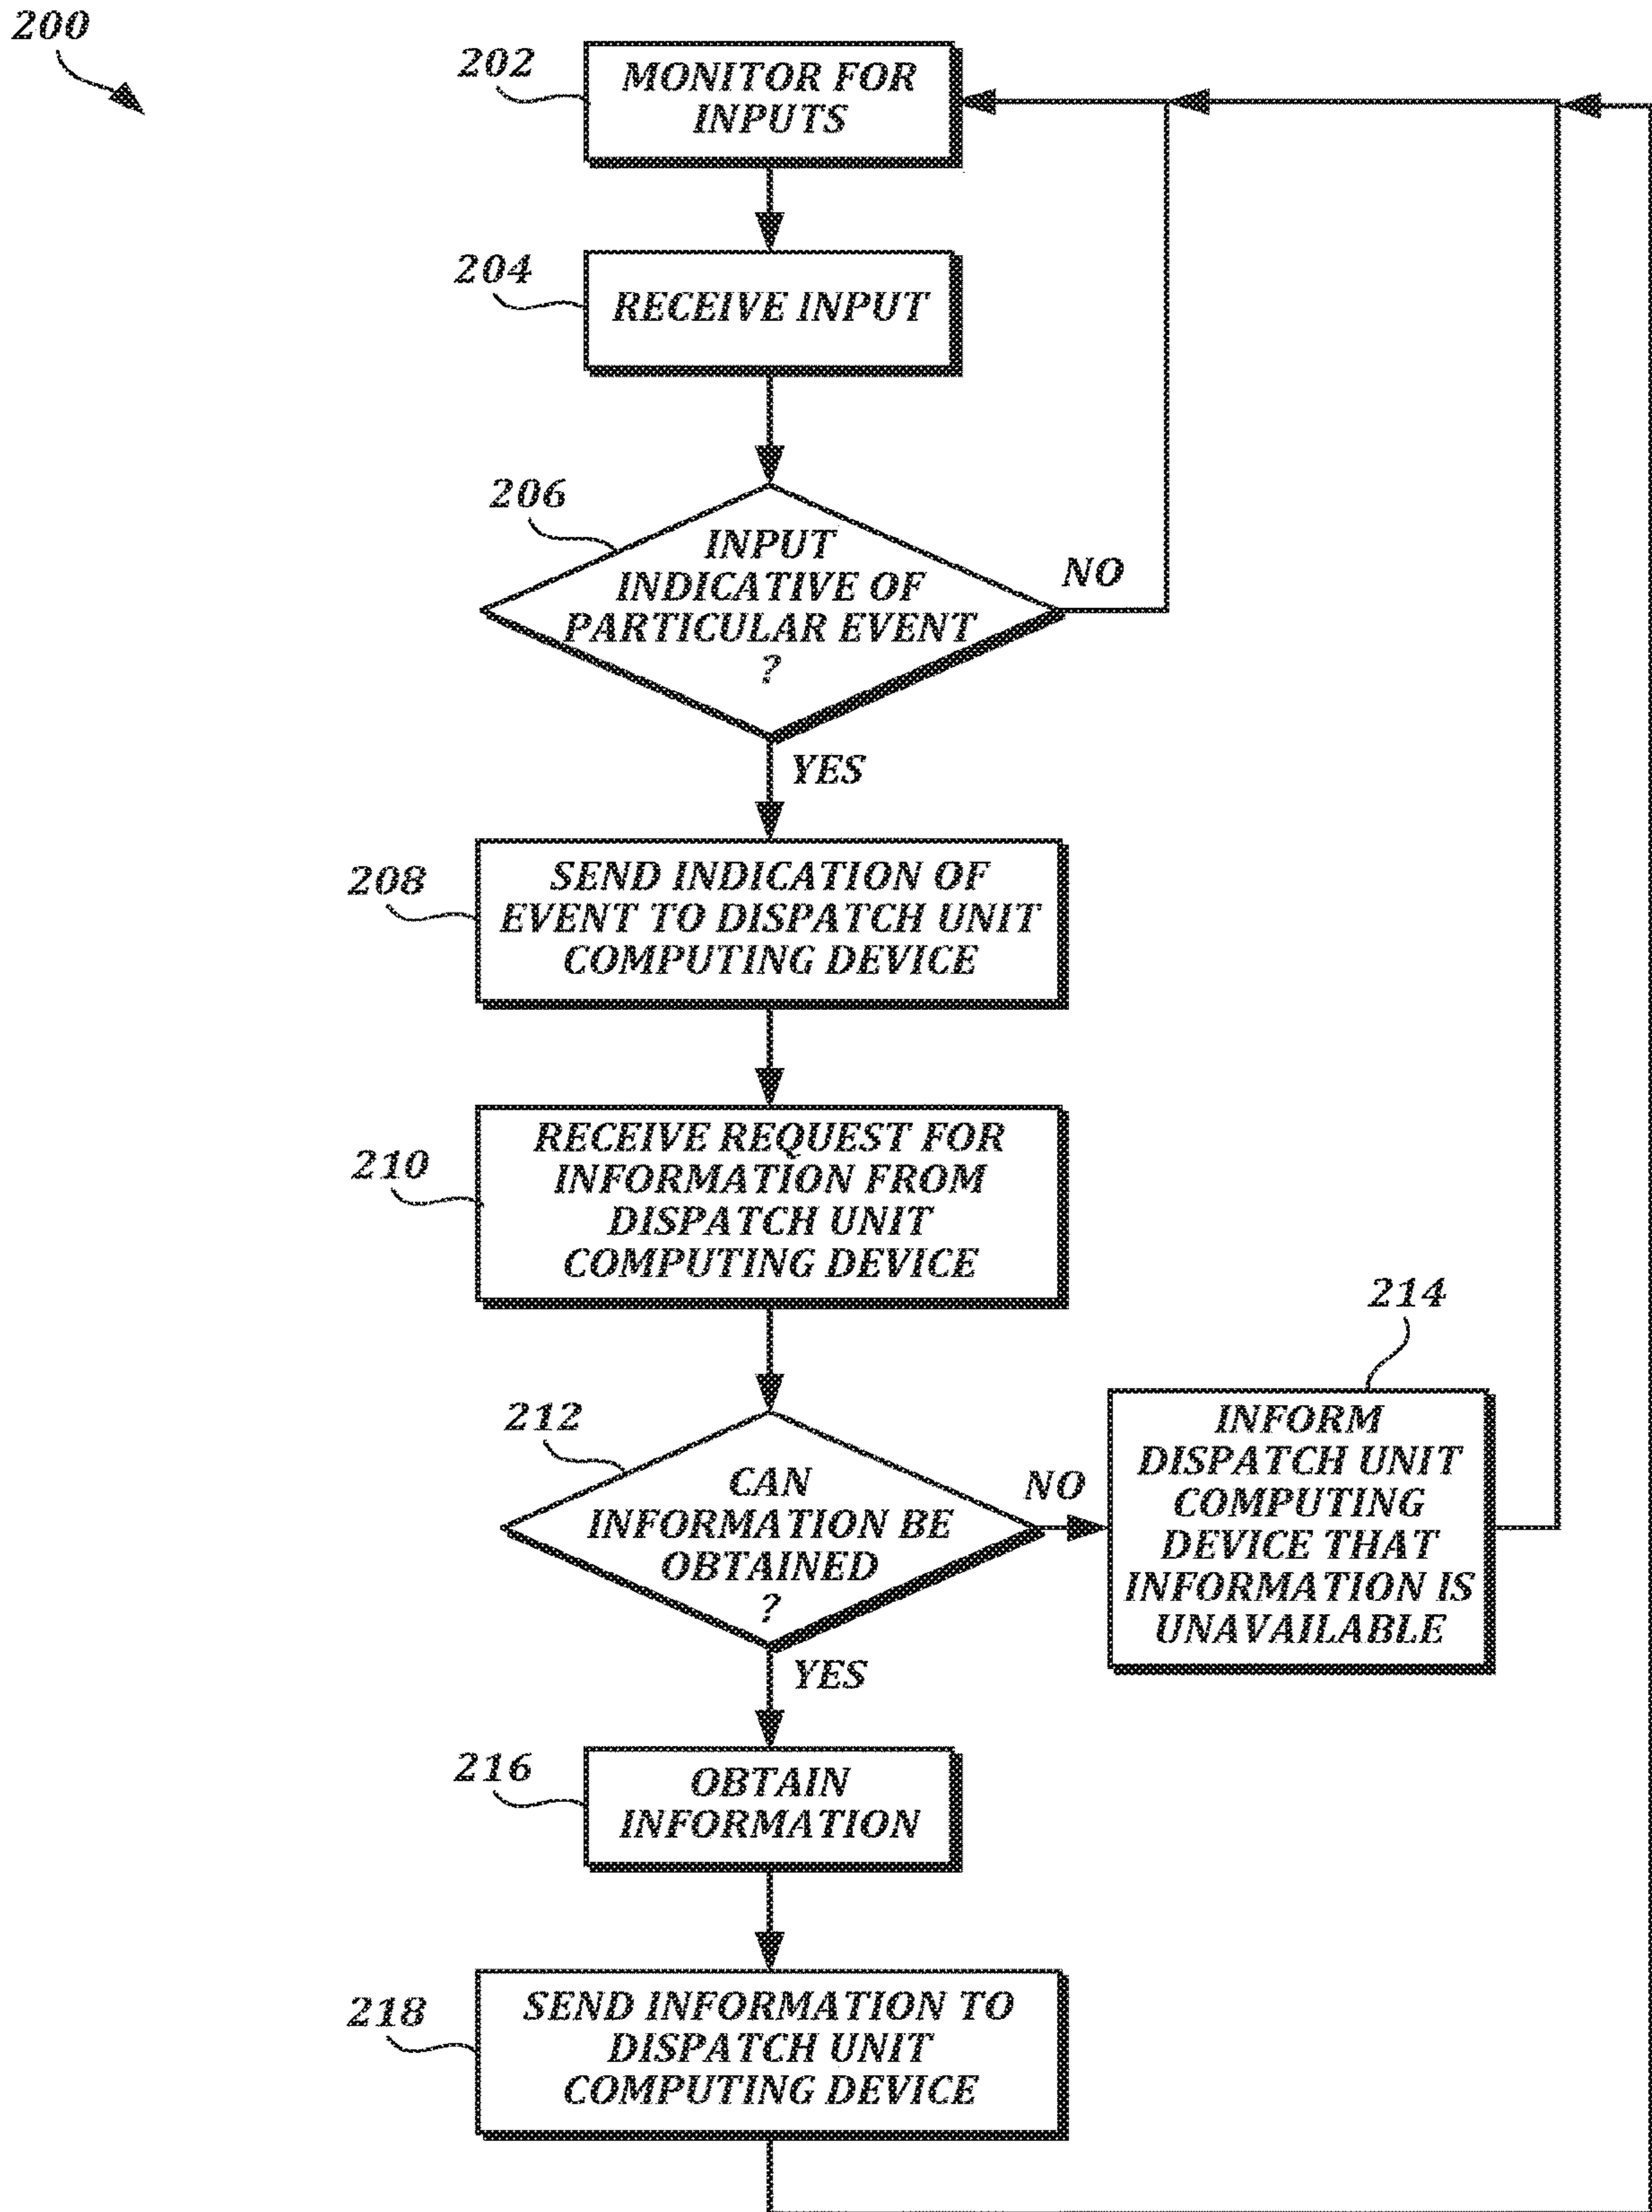 200
202
MONITOR FOR
INPUTS
204
RECEIVE INPUT
206
INPUT
INDICATIVE OF
PARTICULAR EVENT
?
NO
YES
208
SEND INDICATION OF
EVENT TO DISPATCH UNIT
COMPUTING DEVICE
210
RECEIVE REQUEST FOR
INFORMATION FROM
DISPATCH UNIT
COMPUTING DEVICE
212
CAN
INFORMATION BE
OBTAINED
?
NO
214
INFORM
DISPATCH UNIT
COMPUTING
DEVICE THAT
INFORMATION IS
UNAVAILABLE
YES
216
OBTAIN
INFORMATION
218
SEND INFORMATION TO
DISPATCH UNIT
COMPUTING DEVICE